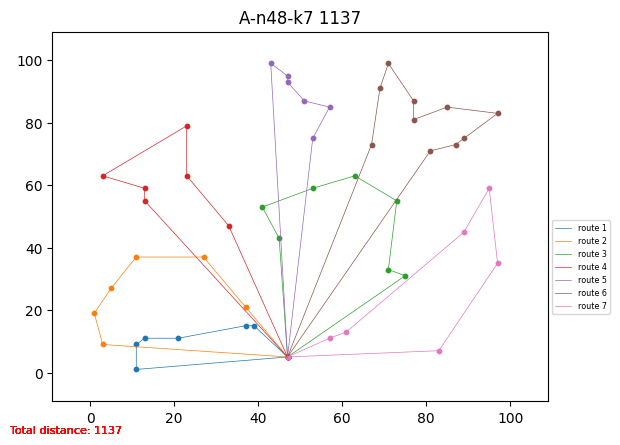 A-n48-k7 1137
100
80
60
40
20
0
0 20 40 60 80 100
route 1
route 2
route 3
route 4
route 5
route 6
route 7
Total distance: 1137